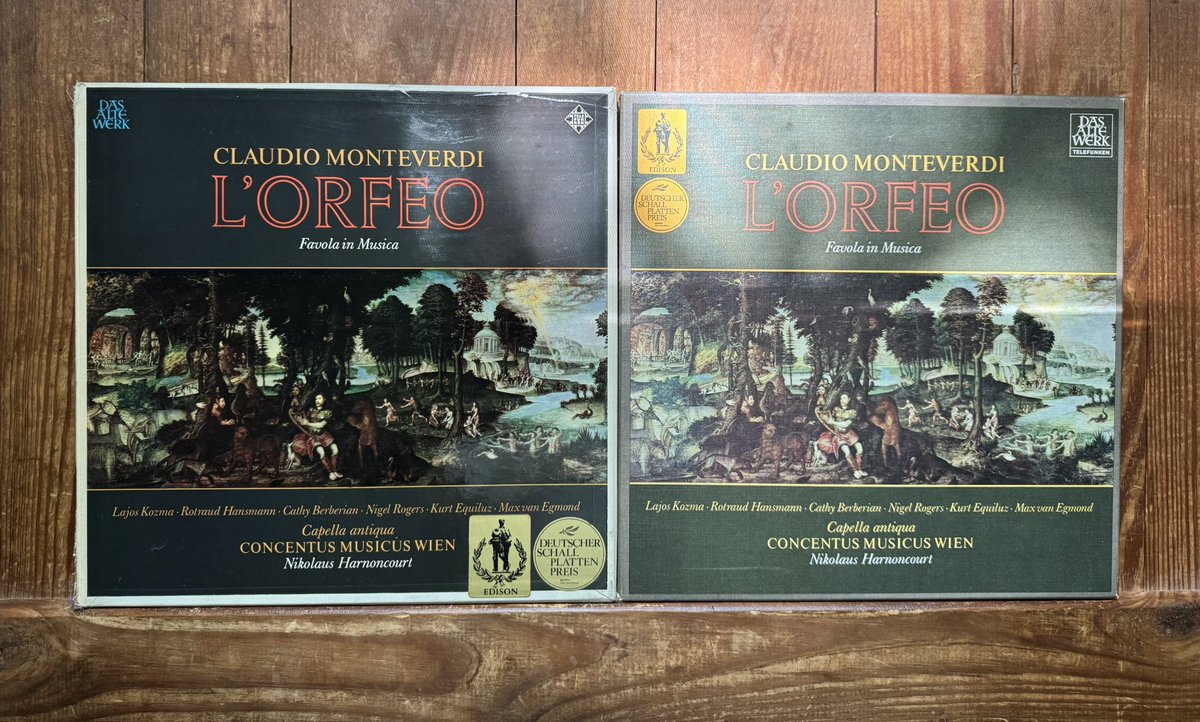 DAS
ALTE
WERK
CLAUDIO MONTEVERDI
L'ORFEO
Favola in Musica
Lajos Kozma · Rotraud Hansmann · Cathy Berberian · Nigel Rogers · Kurt Equiluz · Max van Egmond
Capella antiqua
CONCENTUS MUSICUS WIEN
Nikolaus Harnoncourt
EDISON
DEUTSCHER
SCHALL
PLATTEN
PREIS
EDISON
DEUTSCHER
SCHALL
PLATTEN
PREIS
DAS
ALTE
WERK
TELEFUNKEN
CLAUDIO MONTEVERDI
L'ORFEO
Favola in Musica
Lajos Kozma · Rotraud Hansmann · Cathy Berberian · Nigel Rogers · Kurt Equiluz · Max van Egmond
Capella antiqua
CONCENTUS MUSICUS WIEN
Nikolaus Harnoncourt